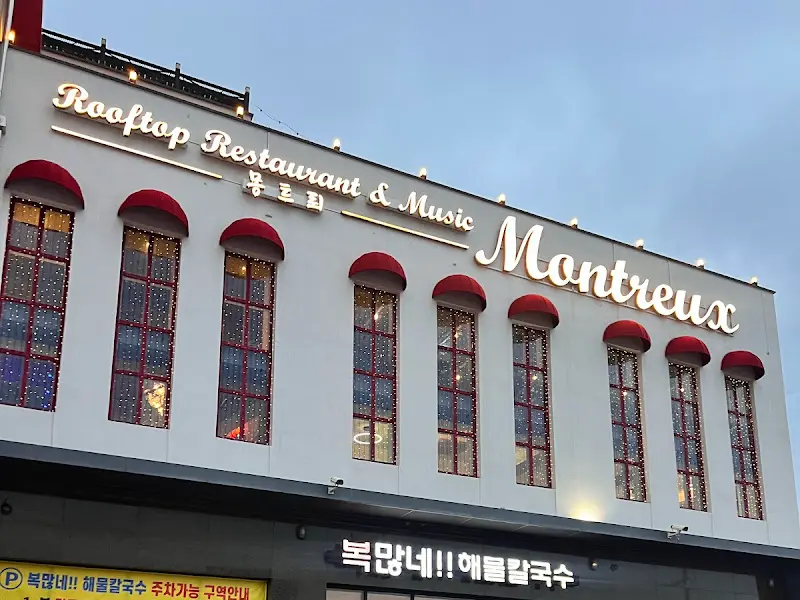 Rooftop Restaurant & Music
몽트뢰
Montreux
복많네!! 해물칼국수
P 복많네!! 해물칼국수 주차가능 구역안내